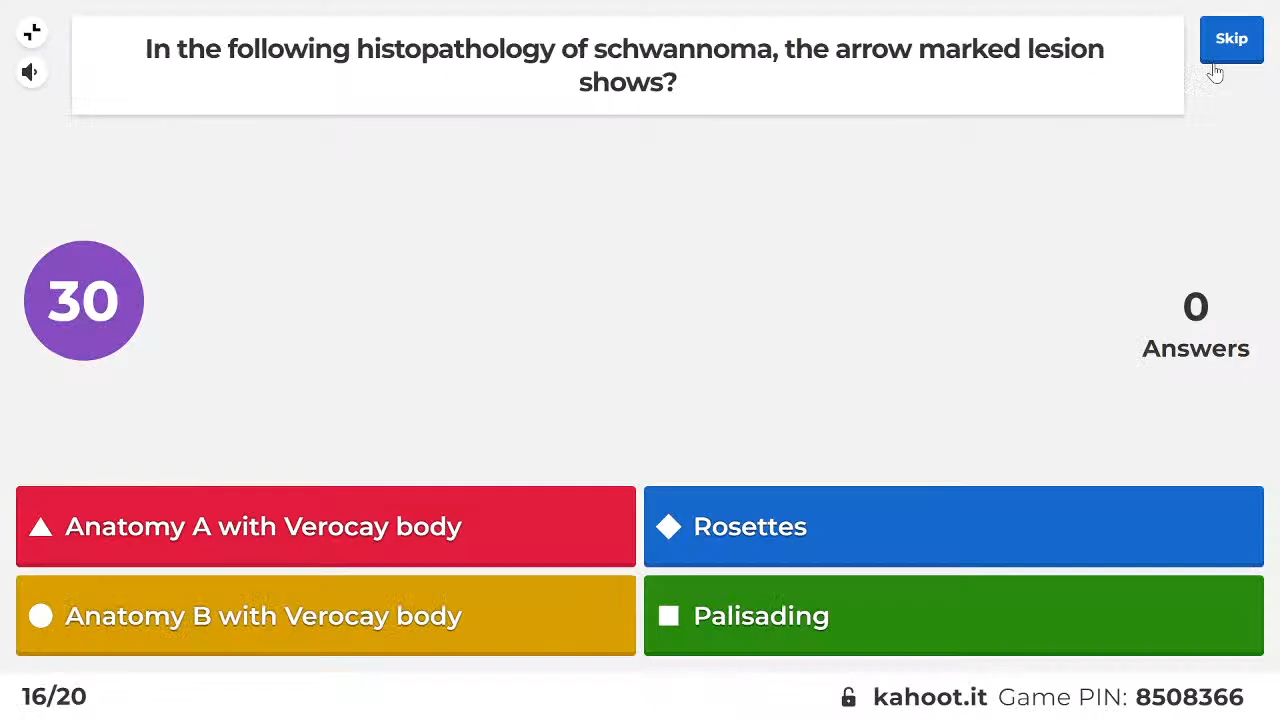 In the following histopathology of schwannoma, the arrow marked lesion
shows?
Skip
30
0
Answers
Anatomy A with Verocay body
Rosettes
Anatomy B with Verocay body
Palisading
16/20
kahoot.it Game PIN: 8508366